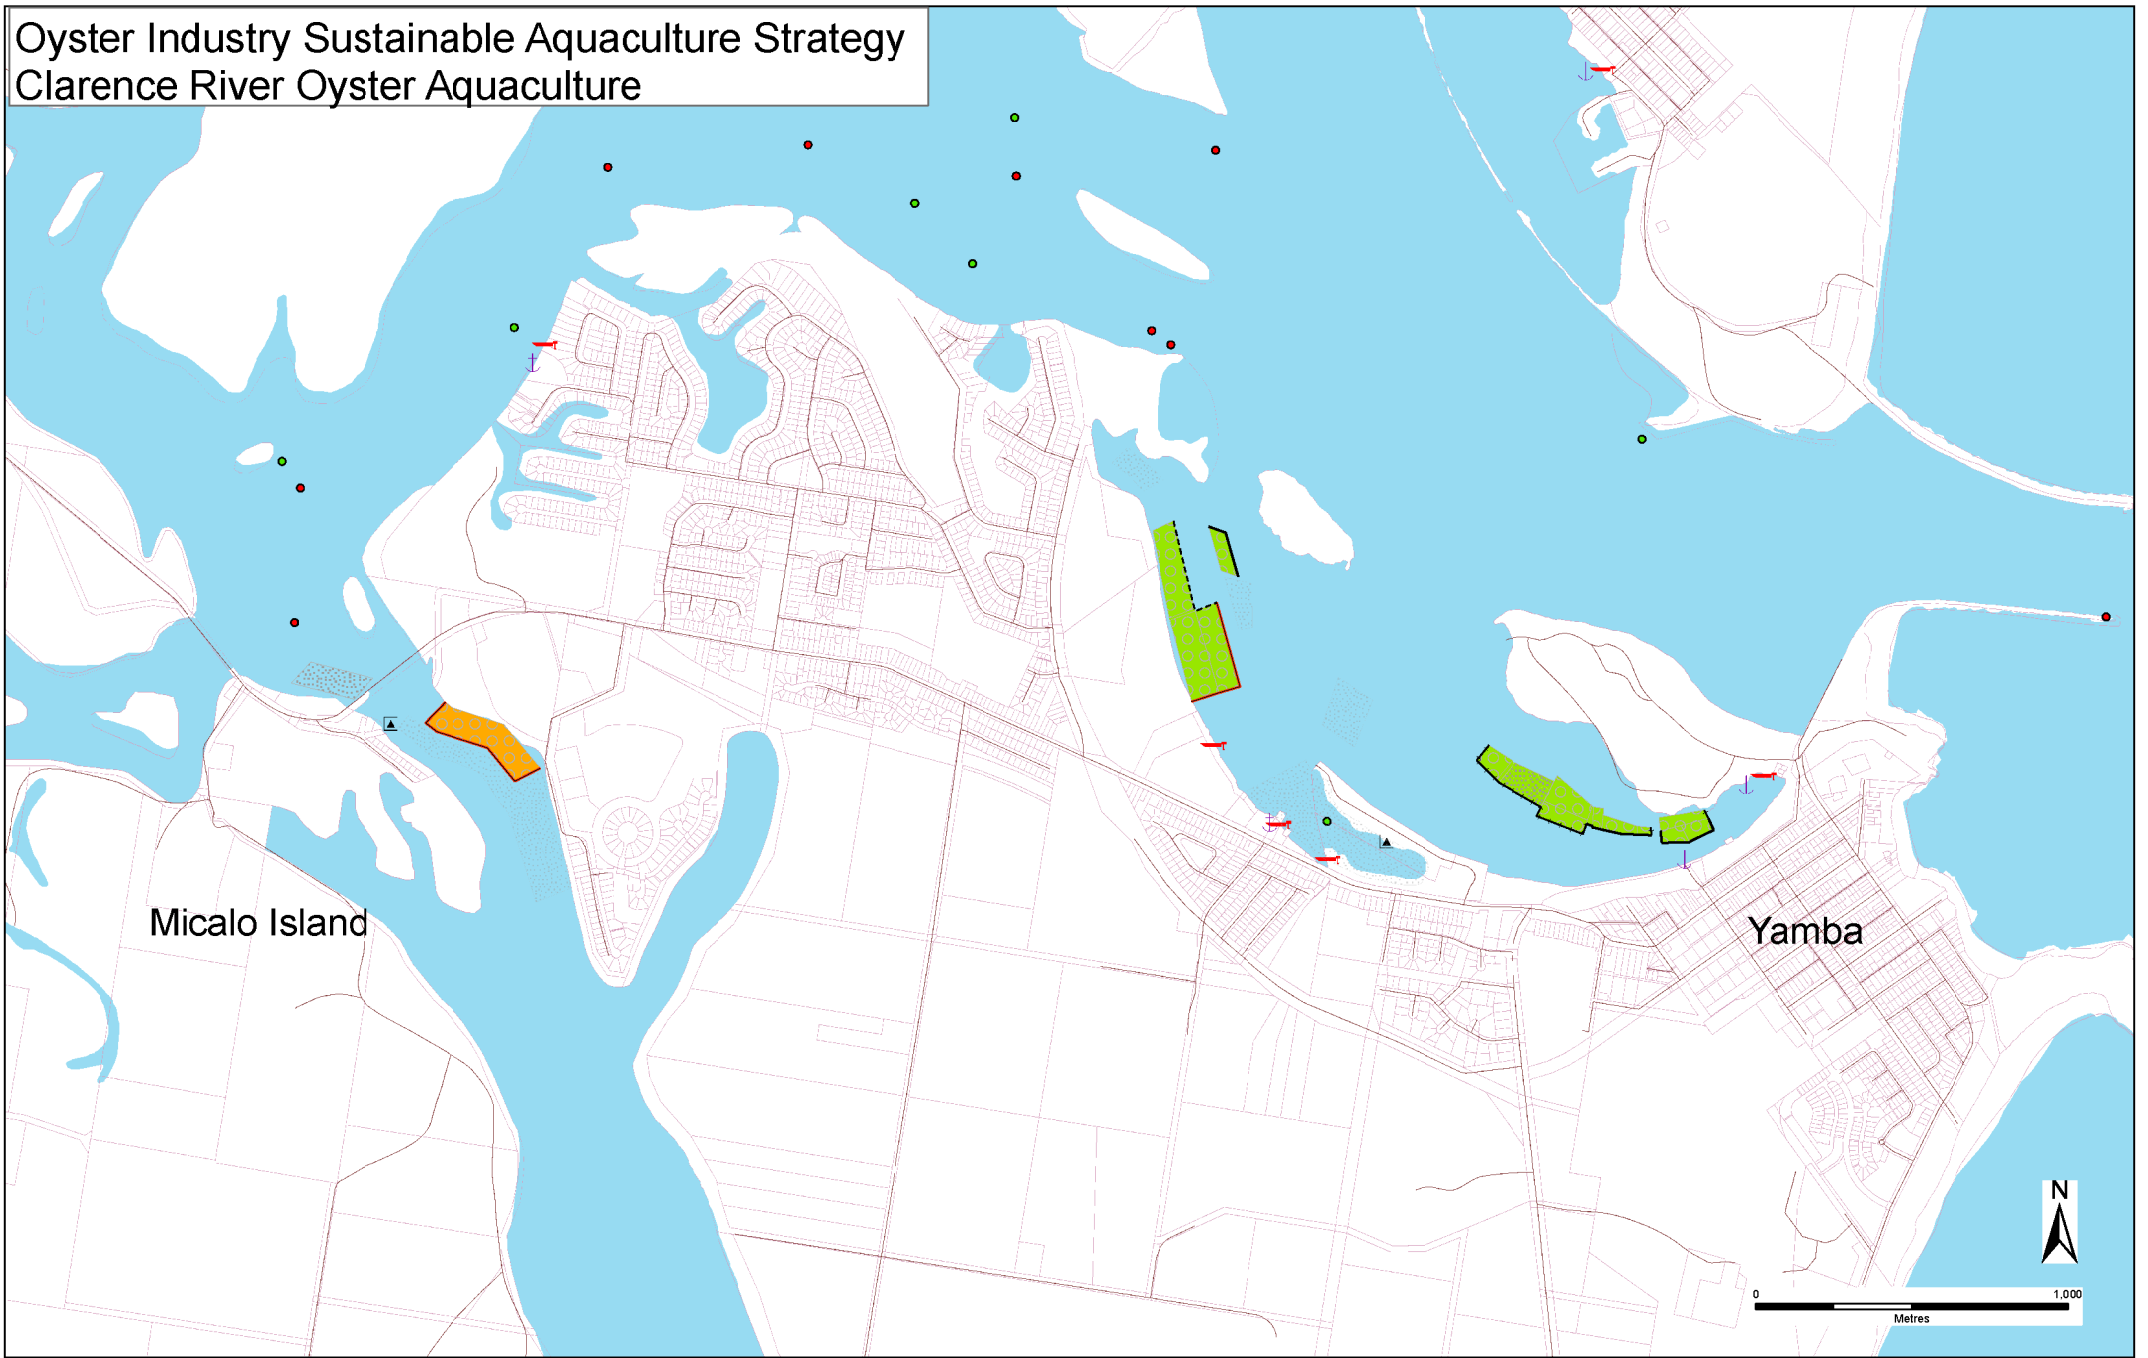 Oyster Industry Sustainable Aquaculture Strategy
Clarence River Oyster Aquaculture
Micalo Island
Yamba
N
0 1,000
Metres